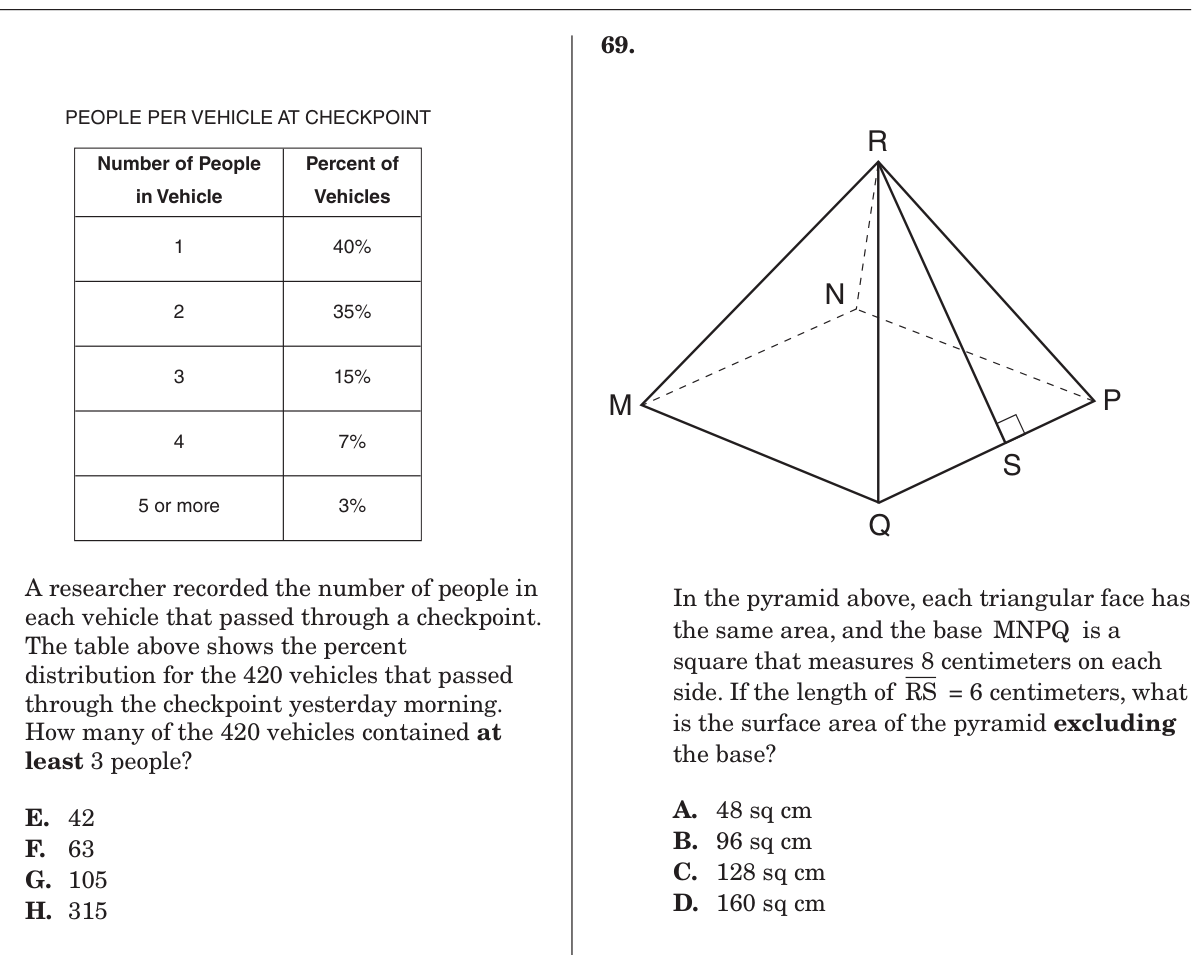 PEOPLE PER VEHICLE AT CHECKPOINT
Number of People
in Vehicle
Percent of
Vehicles
1
40%
2
35%
3
15%
4
7%
5 or more
3%
A researcher recorded the number of people in
each vehicle that passed through a checkpoint.
The table above shows the percent
distribution for the 420 vehicles that passed
through the checkpoint yesterday morning.
How many of the 420 vehicles contained at
least 3 people?
E. 42
F. 63
G. 105
H. 315
69.
R
N
M
P
S
Q
In the pyramid above, each triangular face has
the same area, and the base MNPQ is a
square that measures 8 centimeters on each
side. If the length of RS = 6 centimeters, what
is the surface area of the pyramid excluding
the base?
A. 48 sq cm
B. 96 sq cm
C. 128 sq cm
D. 160 sq cm